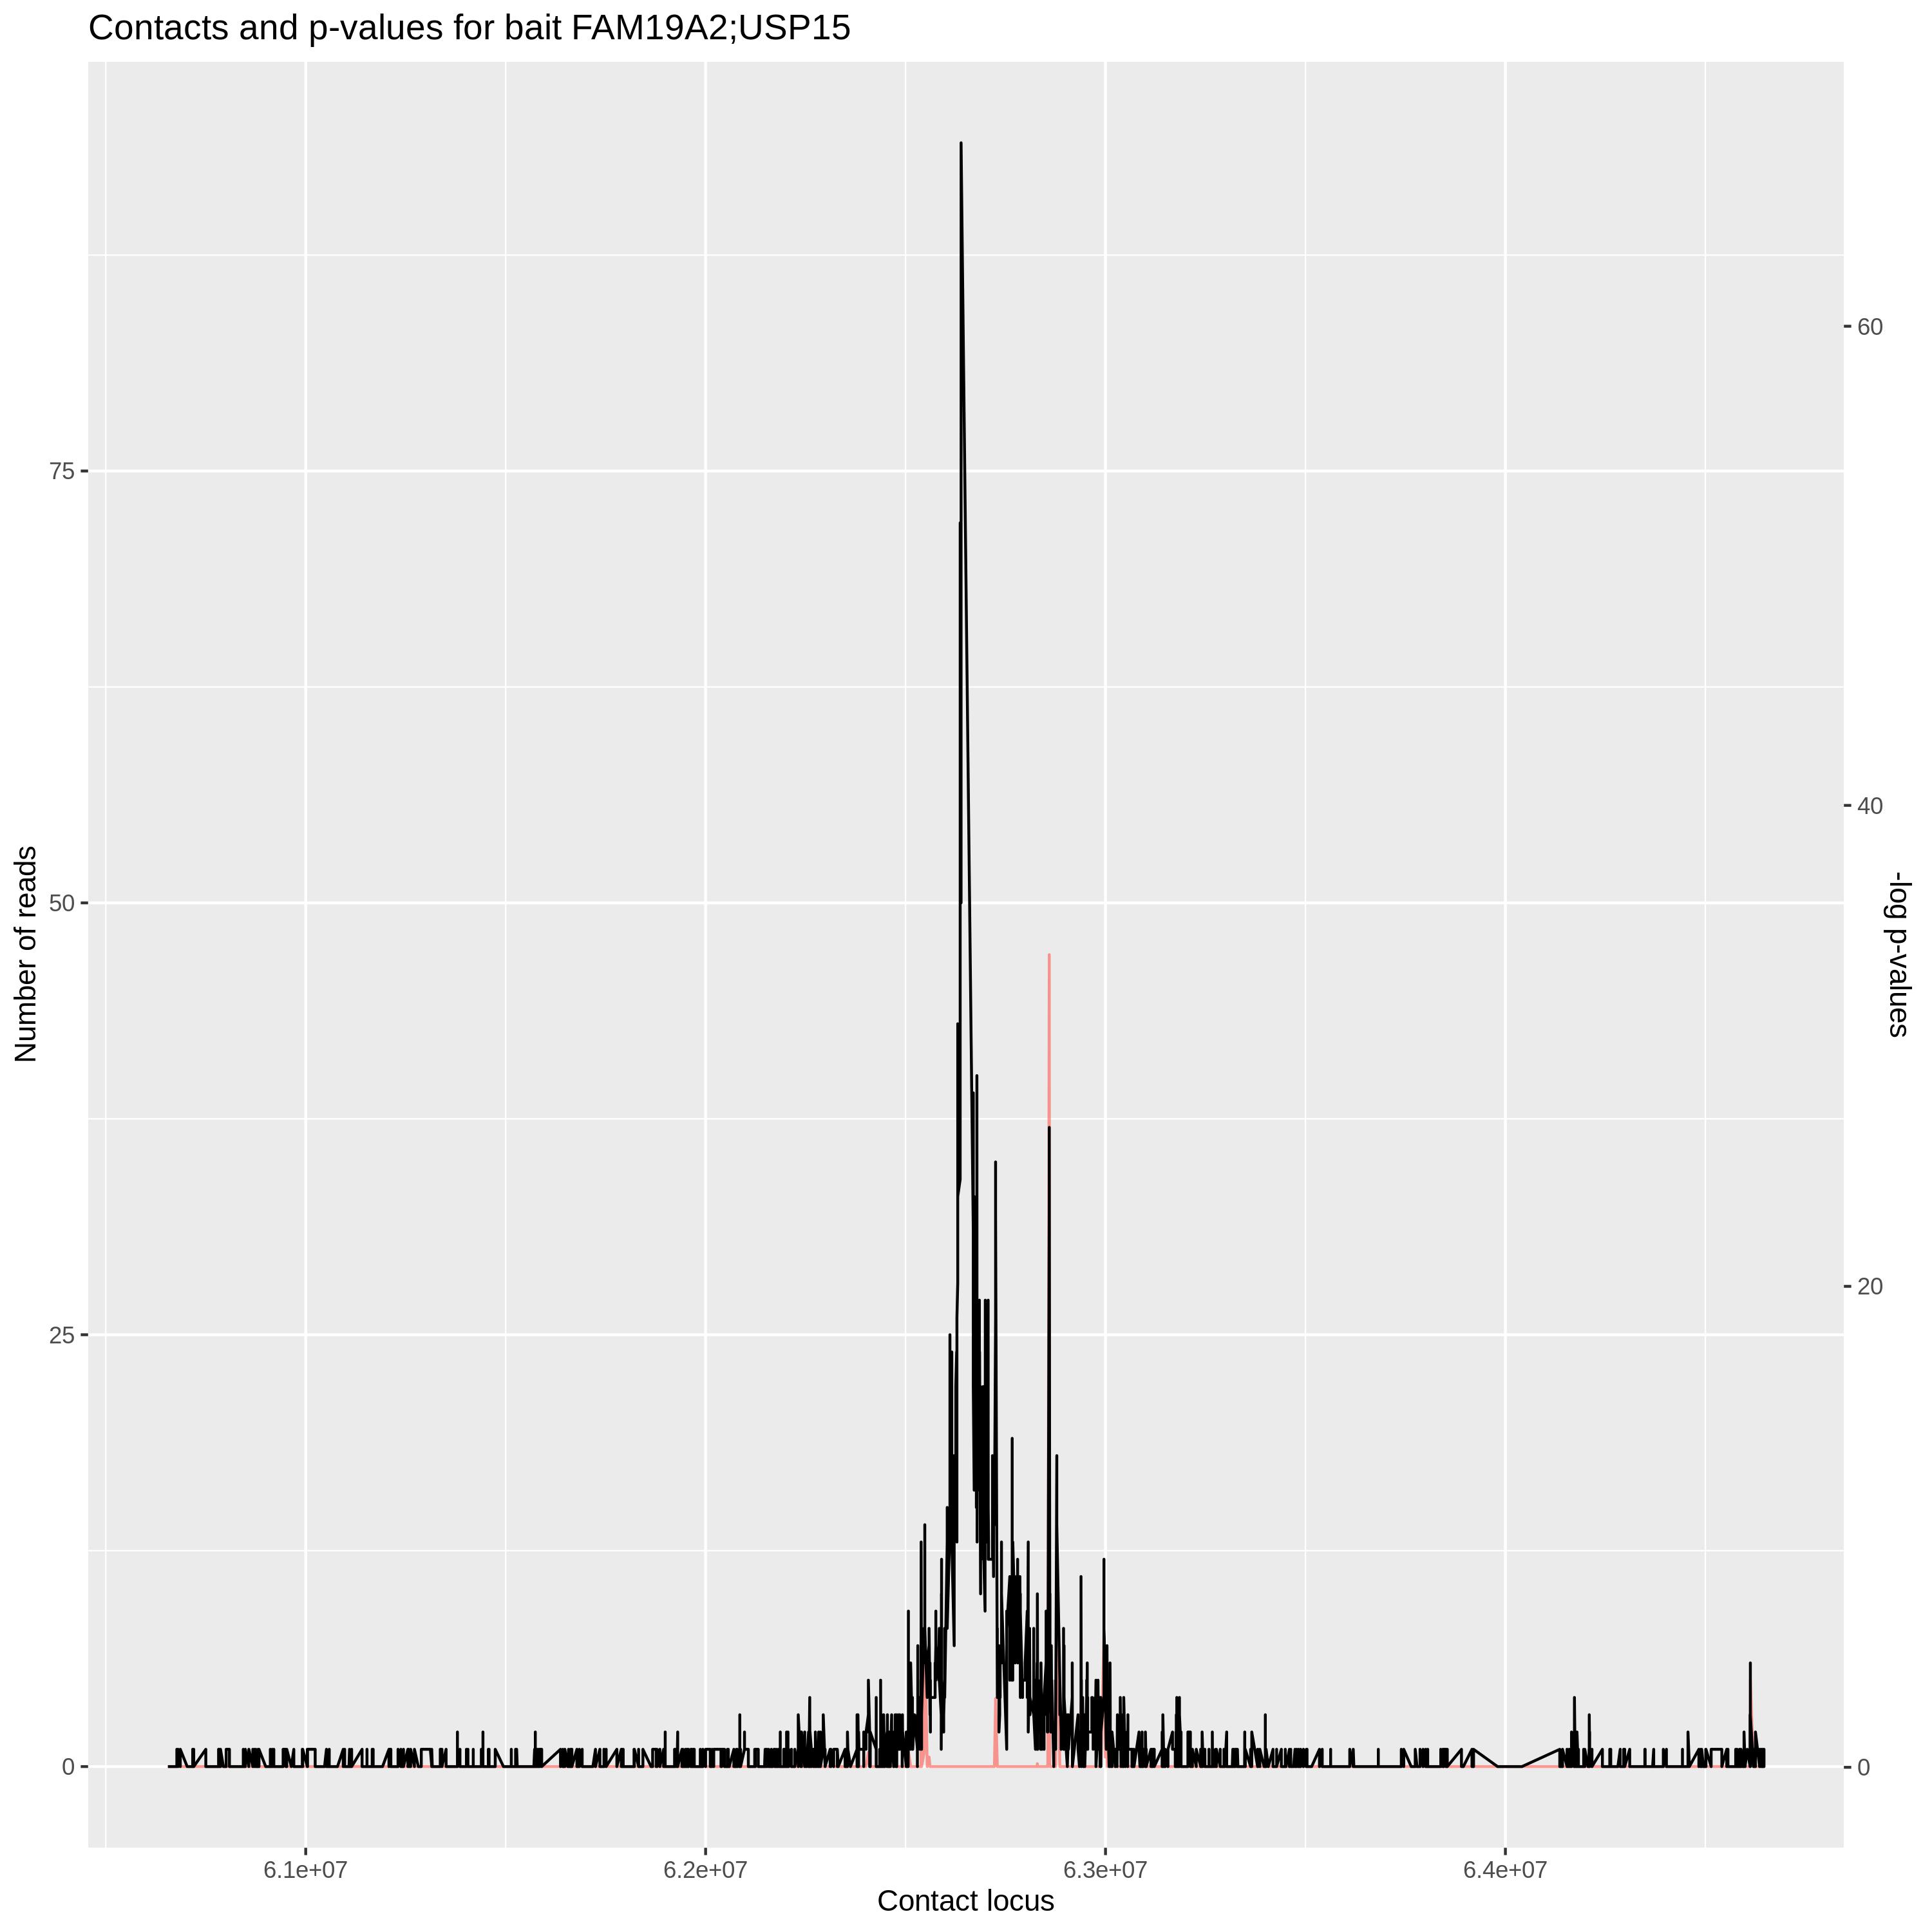 Contacts and p-values for bait FAM19A2;USP15
75
50
25
0
Number of reads
60
40
20
0
-log p-values
6.1e+07
6.2e+07
6.3e+07
6.4e+07
Contact locus